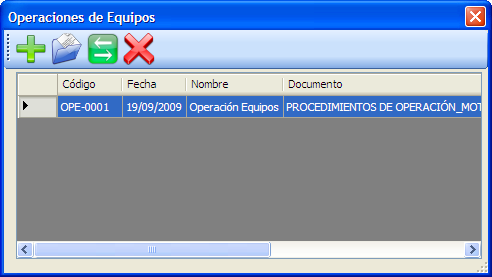 Operaciones de Equipos
Código Fecha Nombre Documento
OPE-0001 19/09/2009 Operación Equipos PROCEDIMIENTOS DE OPERACIÓN_MOT